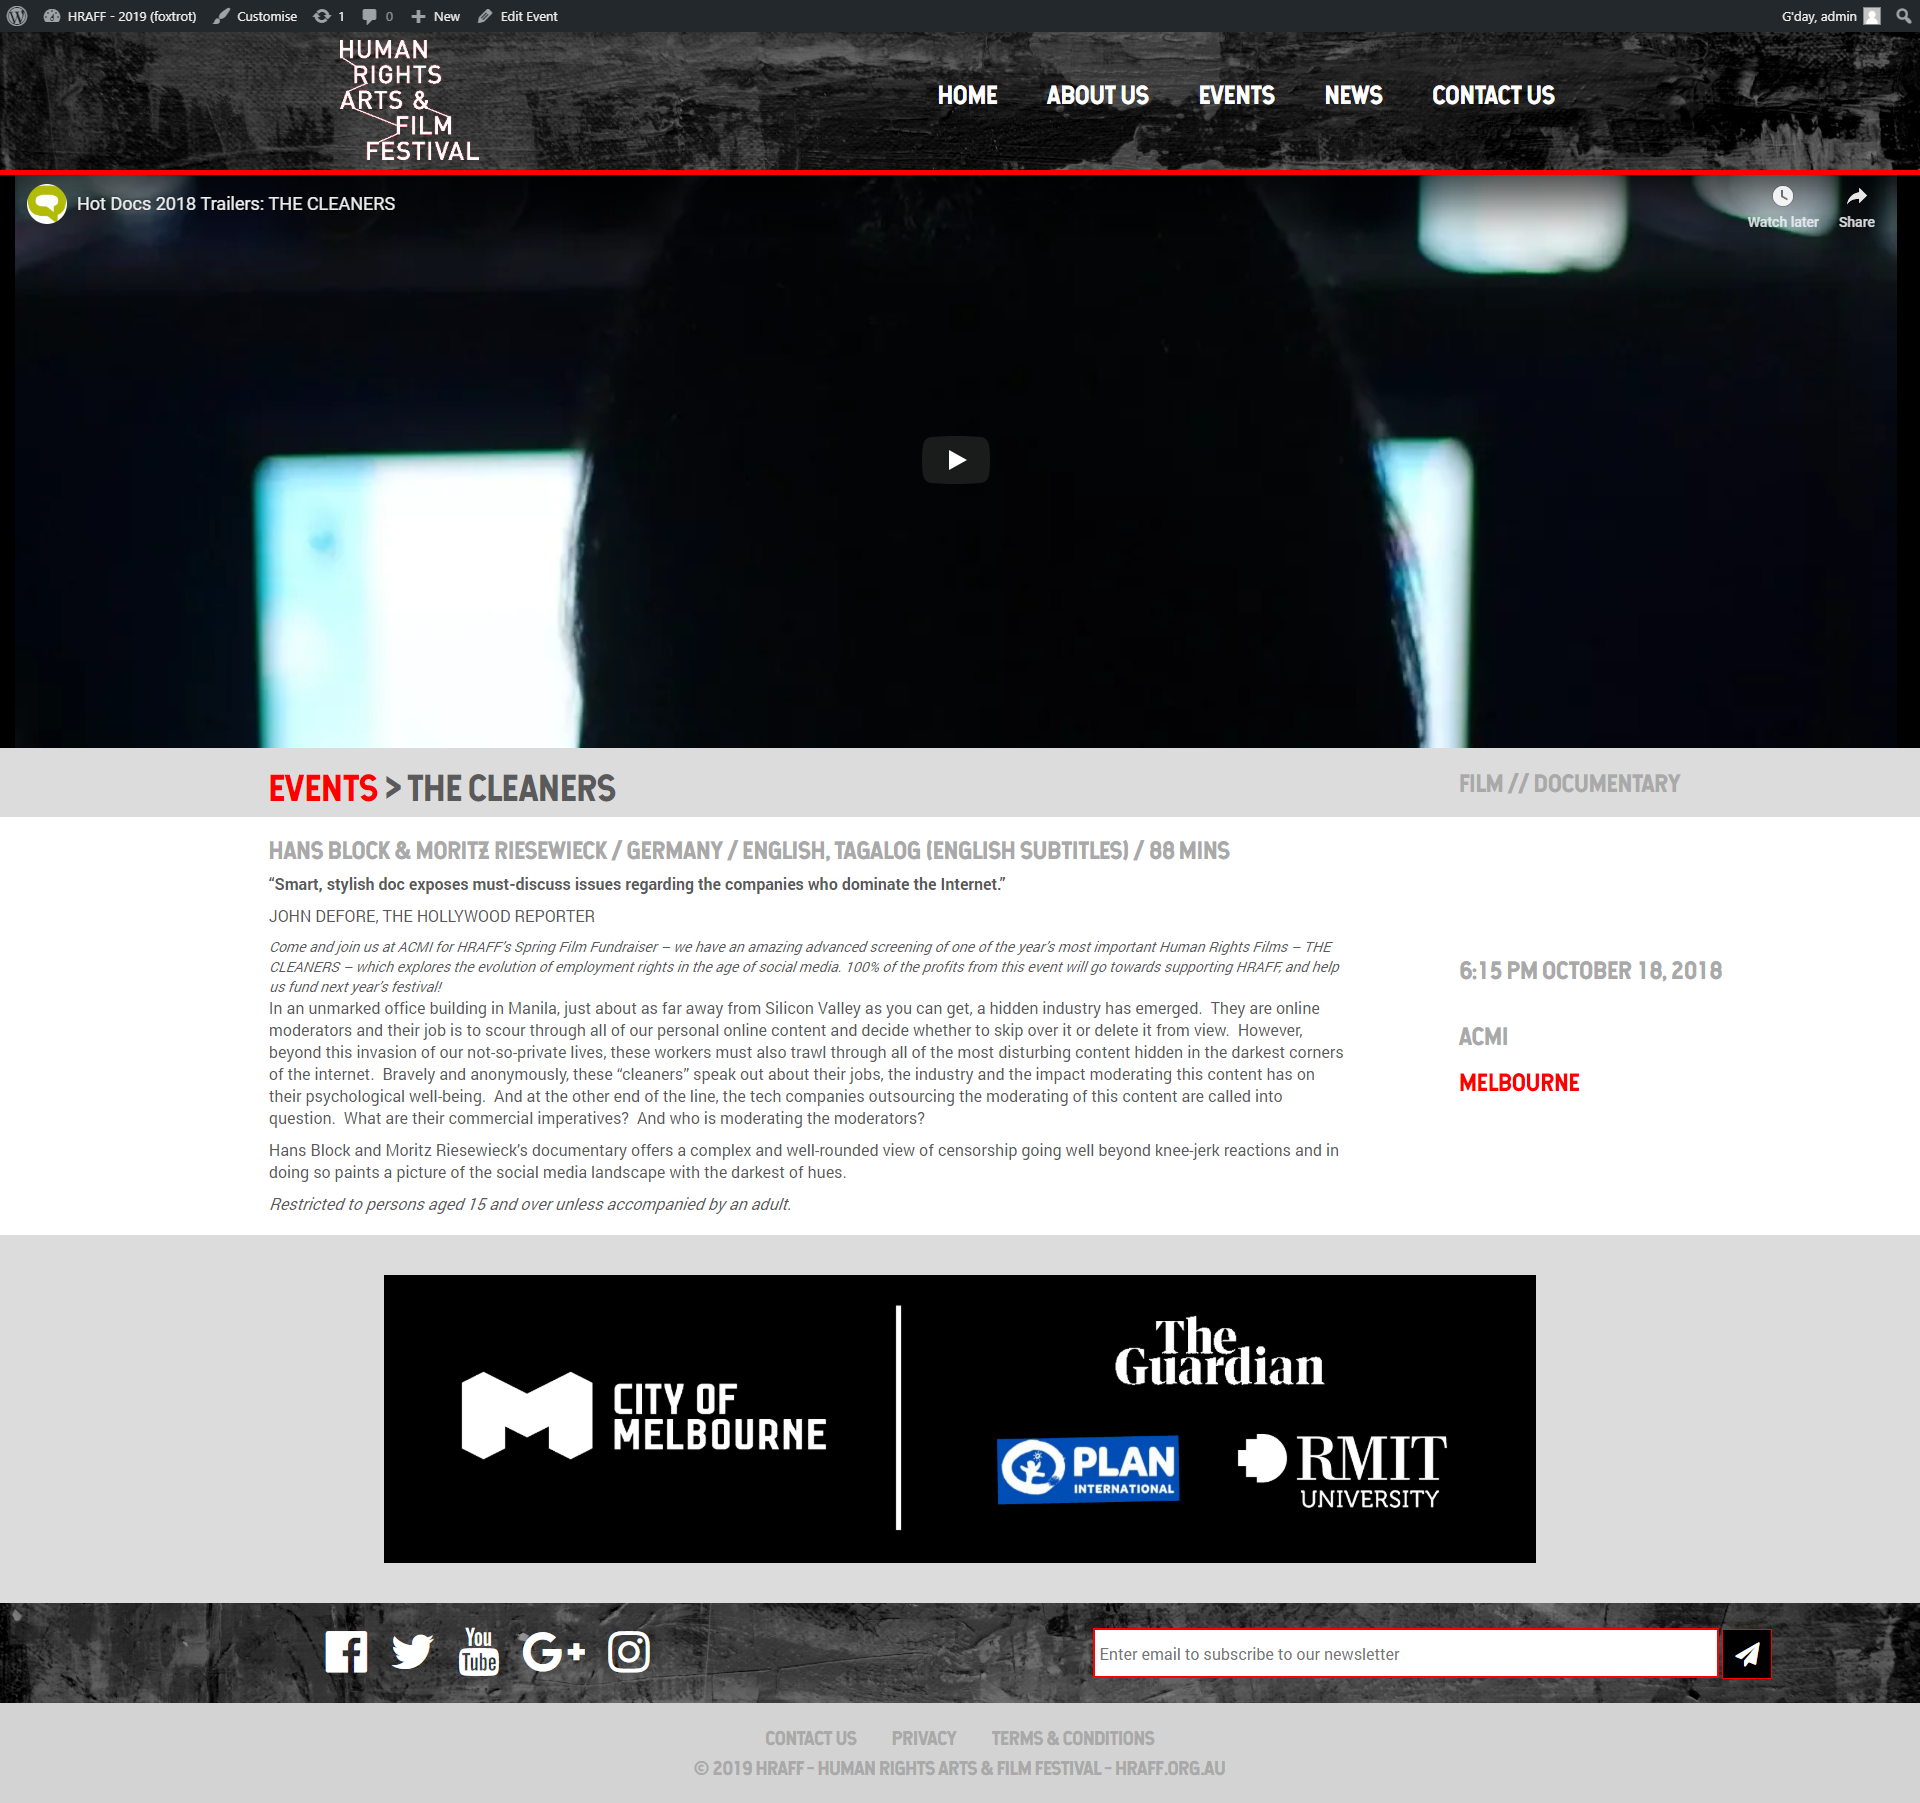 HRAFF - 2019 (foxtrot) Customise 1 0 New Edit Event G'day, admin
HUMAN
RIGHTS
ARTS &
FILM
FESTIVAL
HOME ABOUT US EVENTS NEWS CONTACT US
Hot Docs 2018 Trailers: THE CLEANERS
Watch later Share
EVENTS > THE CLEANERS
FILM // DOCUMENTARY
HANS BLOCK & MORITZ RIESEWIECK / GERMANY / ENGLISH, TAGALOG (ENGLISH SUBTITLES) / 88 MINS
“Smart, stylish doc exposes must-discuss issues regarding the companies who dominate the Internet.”
JOHN DEFORE, THE HOLLYWOOD REPORTER
Come and join us at ACMI for HRAFF’s Spring Film Fundraiser – we have an amazing advanced screening of one of the year’s most important Human Rights Films – THE
CLEANERS – which explores the evolution of employment rights in the age of social media. 100% of the profits from this event will go towards supporting HRAFF, and help
us fund next year’s festival!
In an unmarked office building in Manila, just about as far away from Silicon Valley as you can get, a hidden industry has emerged.  They are online
moderators and their job is to scour through all of our personal online content and decide whether to skip over it or delete it from view.  However,
beyond this invasion of our not-so-private lives, these workers must also trawl through all of the most disturbing content hidden in the darkest corners
of the internet.  Bravely and anonymously, these “cleaners” speak out about their jobs, the industry and the impact moderating this content has on
their psychological well-being.  And at the other end of the line, the tech companies outsourcing the moderating of this content are called into
question.  What are their commercial imperatives?  And who is moderating the moderators?
Hans Block and Moritz Riesewieck’s documentary offers a complex and well-rounded view of censorship going well beyond knee-jerk reactions and in
doing so paints a picture of the social media landscape with the darkest of hues.
Restricted to persons aged 15 and over unless accompanied by an adult.
6:15 PM OCTOBER 18, 2018
ACMI
MELBOURNE
CITY OF
MELBOURNE
The
Guardian
PLAN
INTERNATIONAL
RMIT
UNIVERSITY
You
Tube
G+
Enter email to subscribe to our newsletter
CONTACT US PRIVACY TERMS & CONDITIONS
© 2019 HRAFF - HUMAN RIGHTS ARTS & FILM FESTIVAL - HRAFF.ORG.AU